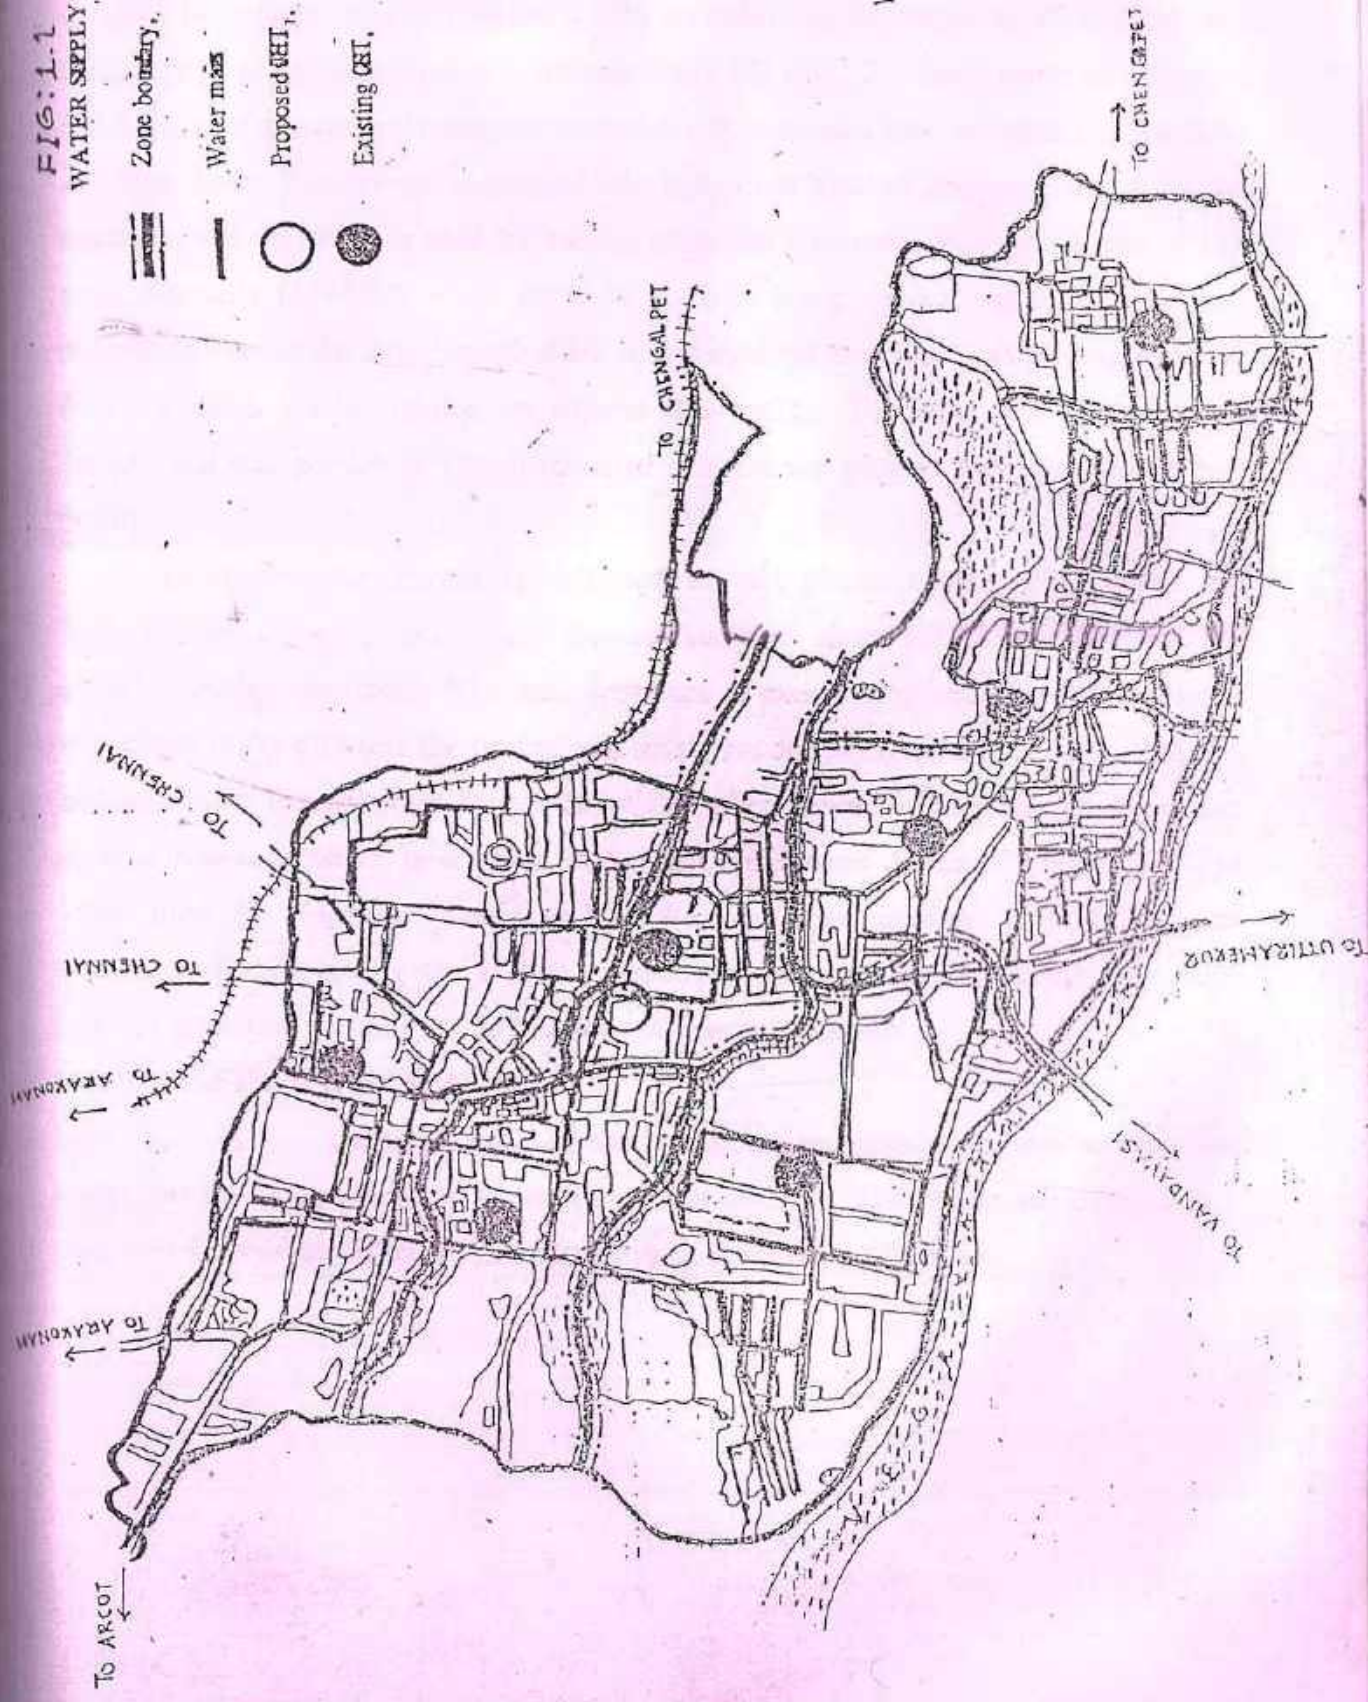 FIG:1.1
WATER SUPPLY
Zone boundary,
Water mains
Proposed OHT,
Existing OHT,
TO CHENGALPET
TO CHENGALPET
TO CHENNAI
TO CHENNAI
TO ARAKONAM
TO ARAKONAM
TO ARCOT
TO UTTIRAMERUR
TO VANDAVASI